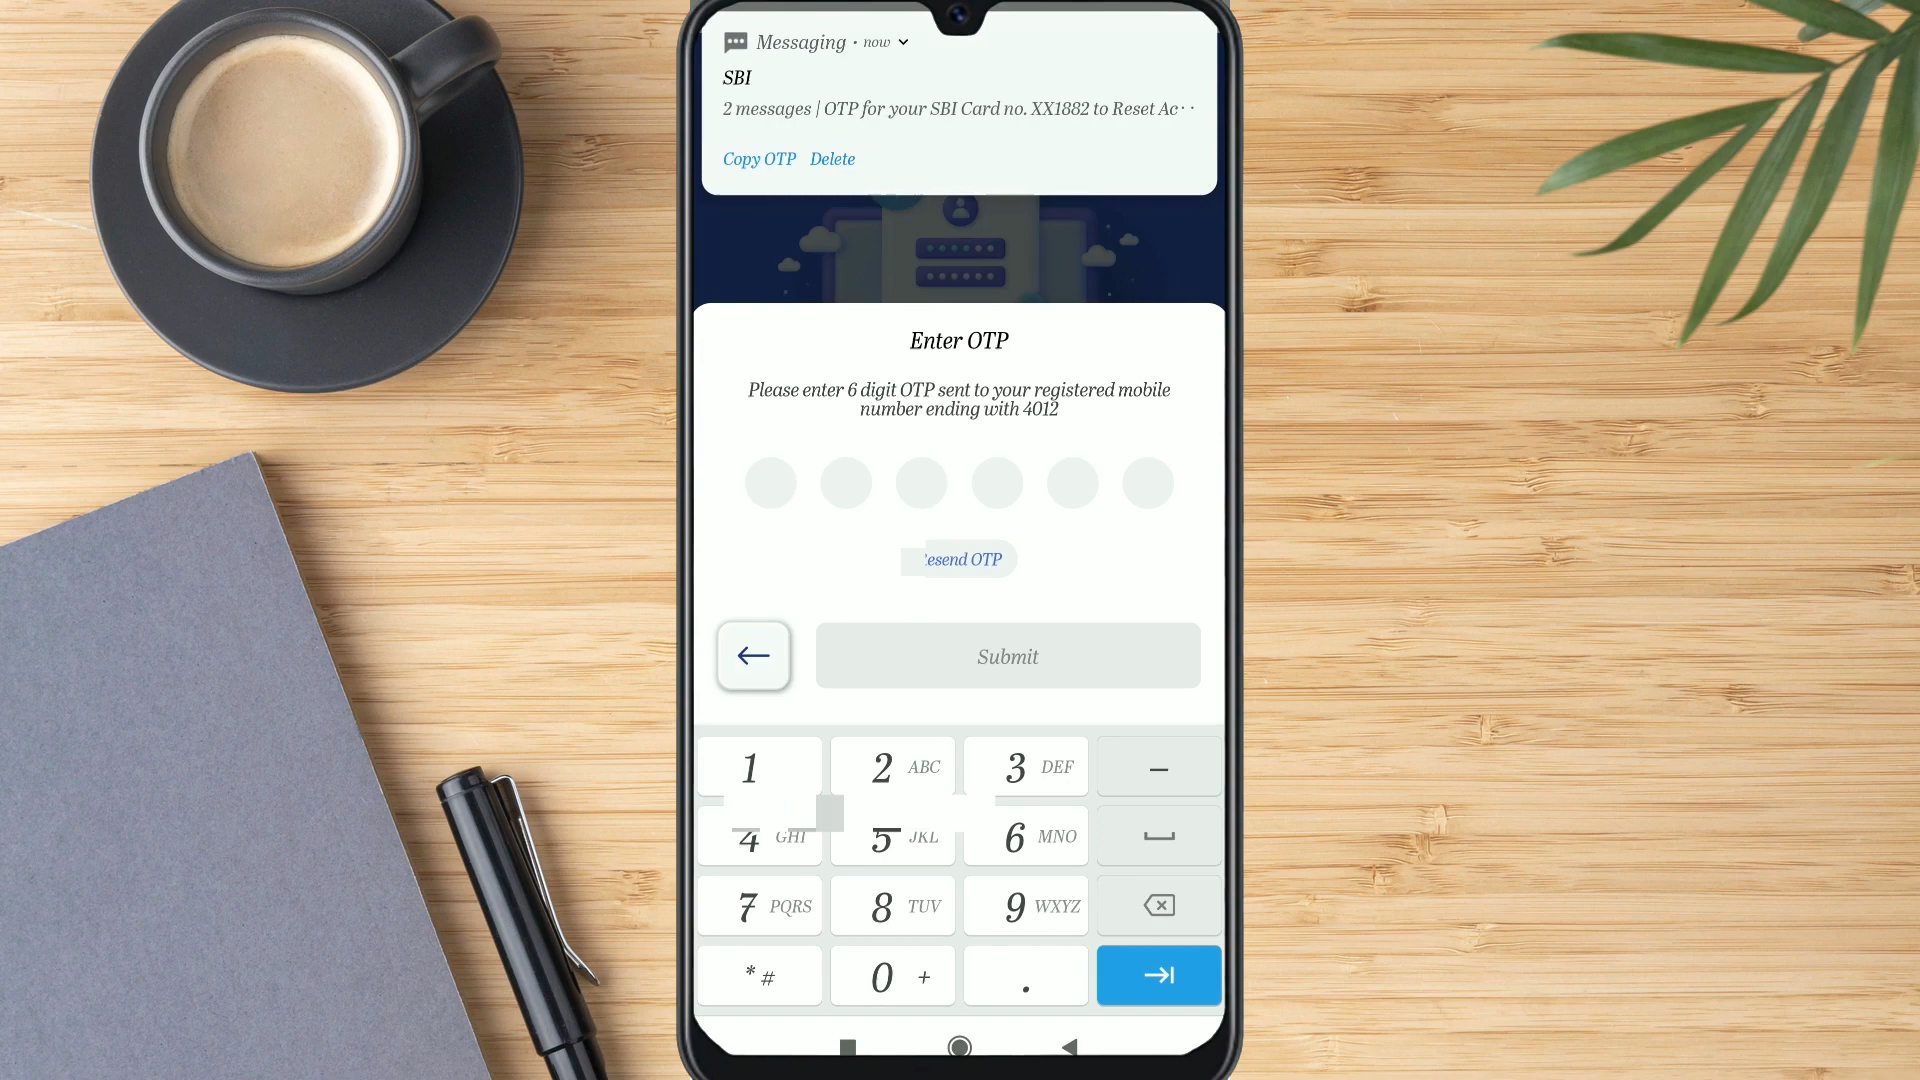 Messaging · now
SBI
2 messages | OTP for your SBI Card no. XX1882 to Reset Ac···
Copy OTP Delete
Enter OTP
Please enter 6 digit OTP sent to your registered mobile
number ending with 4012
esend OTP
Submit
1
2 ABC
3 DEF
–
4 GHI
5 JKL
6 MNO
7 PQRS
8 TUV
9 WXYZ
* #
0 +
.